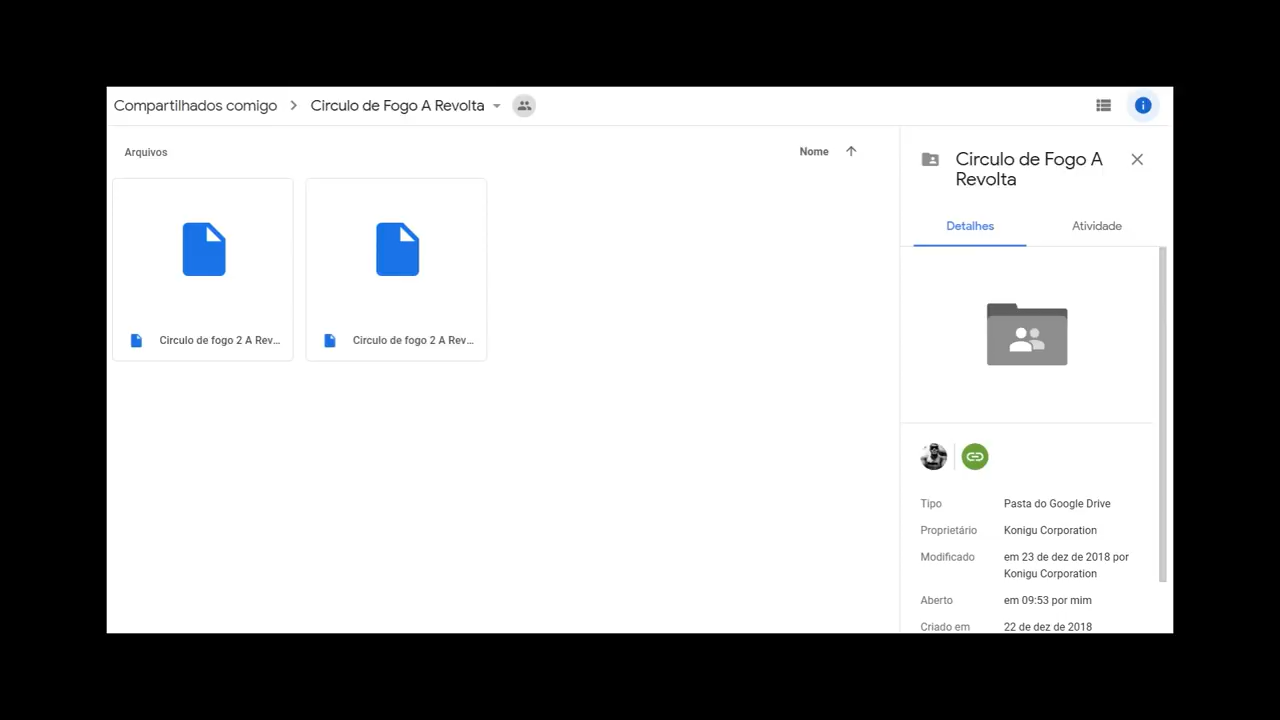 Compartilhados comigo > Circulo de Fogo A Revolta
Arquivos
Nome
Circulo de fogo 2 A Rev...
Circulo de fogo 2 A Rev...
Circulo de Fogo A
Revolta
Detalhes
Atividade
Tipo Pasta do Google Drive
Proprietário Konigu Corporation
Modificado em 23 de dez de 2018 por
Konigu Corporation
Aberto em 09:53 por mim
Criado em 22 de dez de 2018